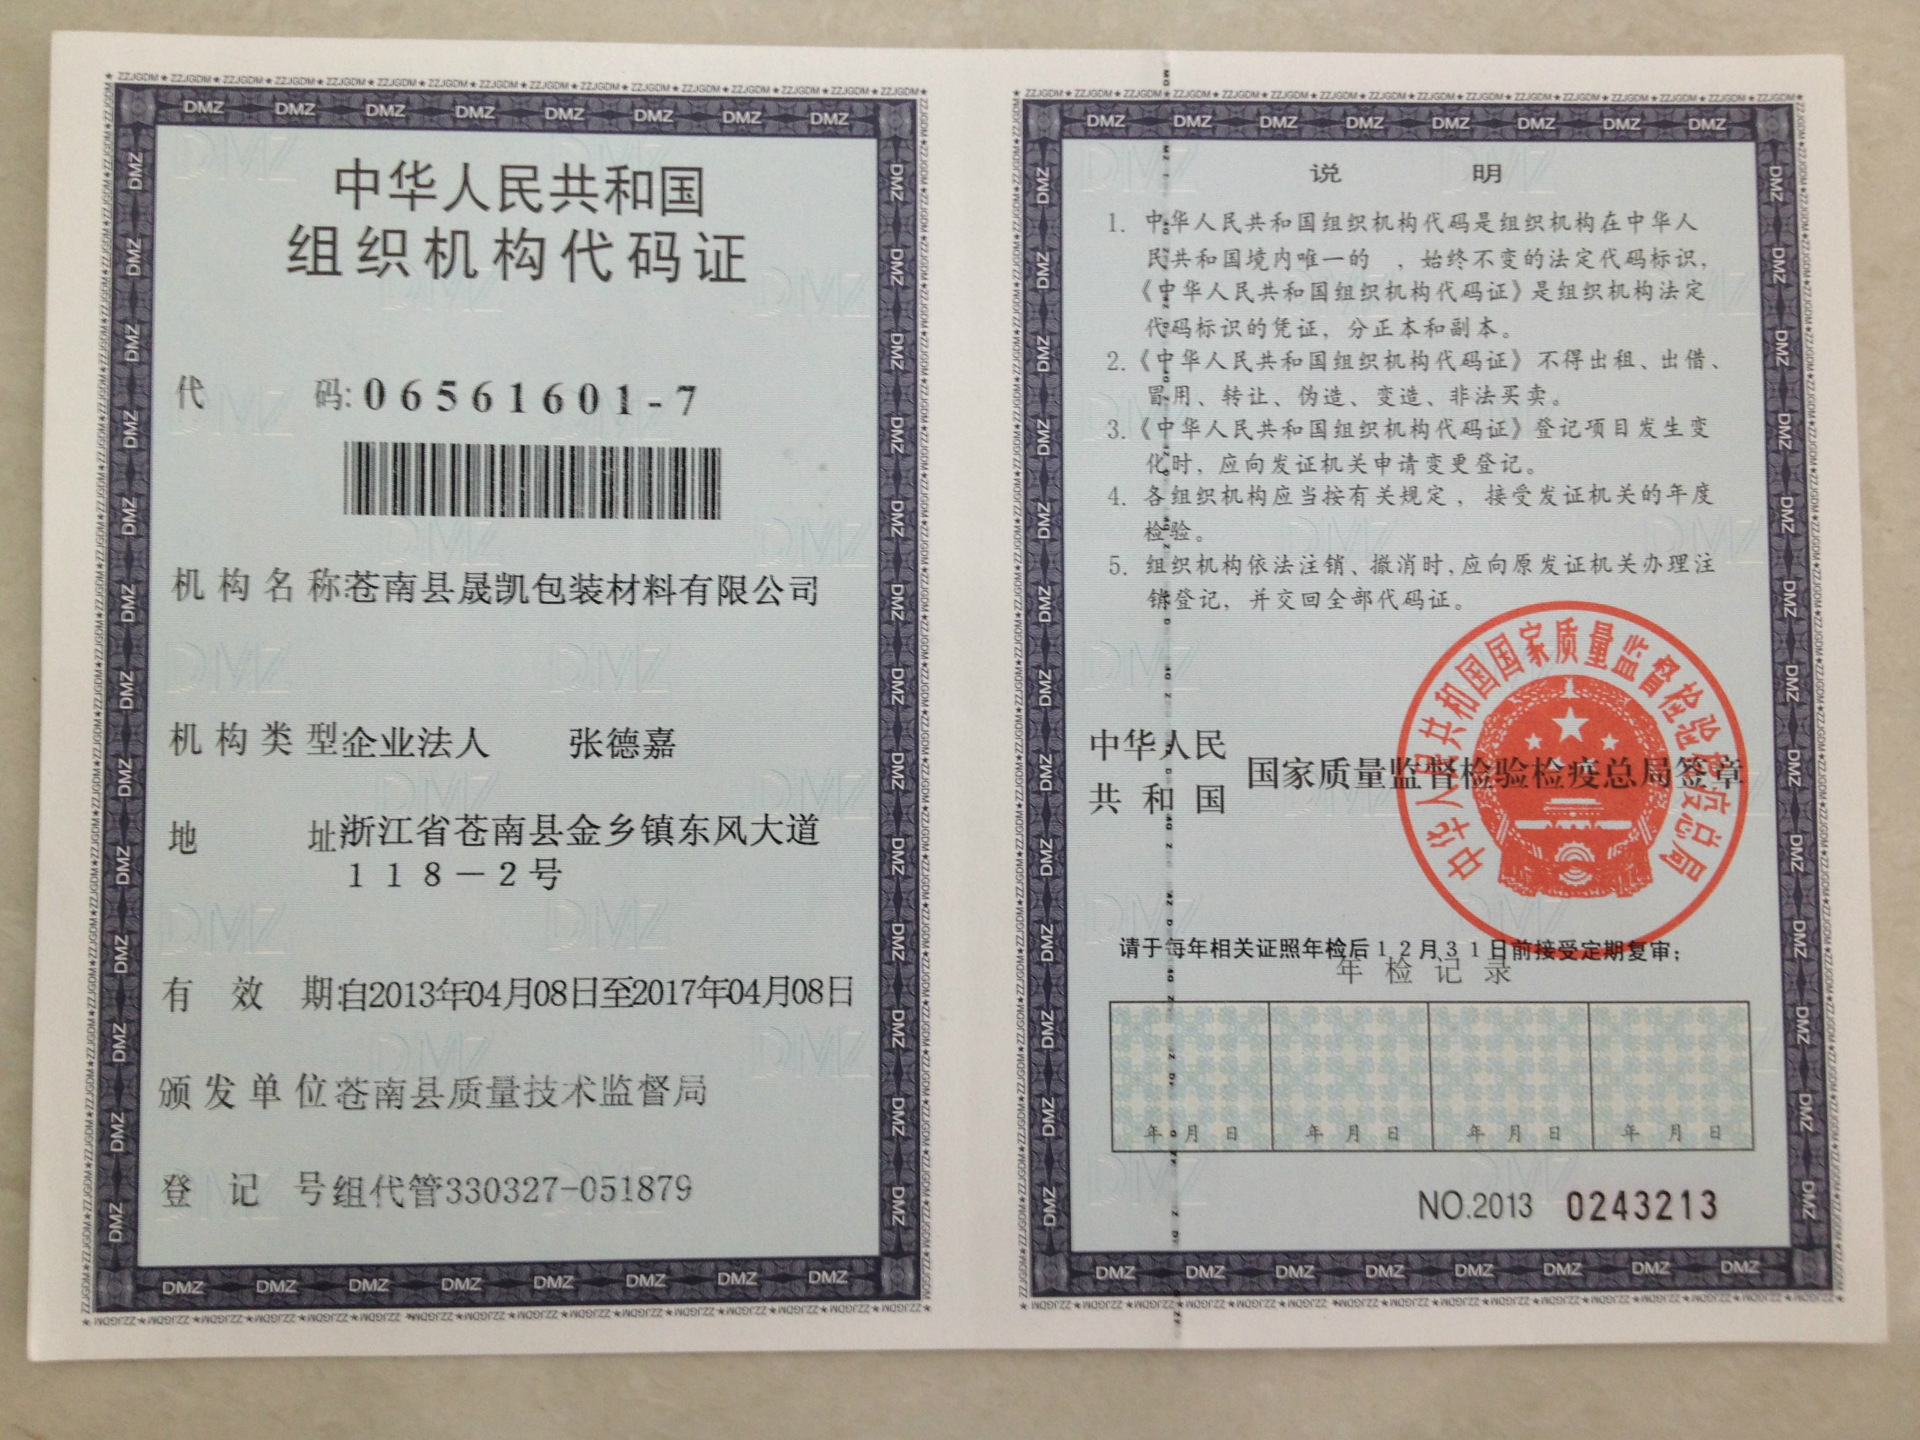 中华人民共和国
组织机构代码证
代 码:06561601-7
机构名称:苍南县晟凯包装材料有限公司
机构类型:企业法人 张德嘉
地 址:浙江省苍南县金乡镇东风大道
118－2号
有 效 期:自2013年04月08日至2017年04月08日
颁发单位 苍南县质量技术监督局
登 记 号 组代管330327-051879
说 明
1. 中华人民共和国组织机构代码是组织机构在中华人
民共和国境内唯一的 ，始终不变的法定代码标识，
《中华人民共和国组织机构代码证》是组织机构法定
代码标识的凭证，分正本和副本。
2.《中华人民共和国组织机构代码证》不得出租、出借、
冒用、转让、伪造、变造、非法买卖。
3.《中华人民共和国组织机构代码证》登记项目发生变
化时，应向发证机关申请变更登记。
4. 各组织机构应当按有关规定，接受发证机关的年度
检验。
5. 组织机构依法注销、撤消时，应向原发证机关办理注
销登记，并交回全部代码证。
中华人民
共 和 国
国家质量监督检验检疫总局签章
中华人民共和国国家质量监督检验检疫总局
请于每年相关证照年检后12月31日前接受定期复审；
年 检 记 录
年 月 日 年 月 日 年 月 日 年 月 日
NO.2013 0243213